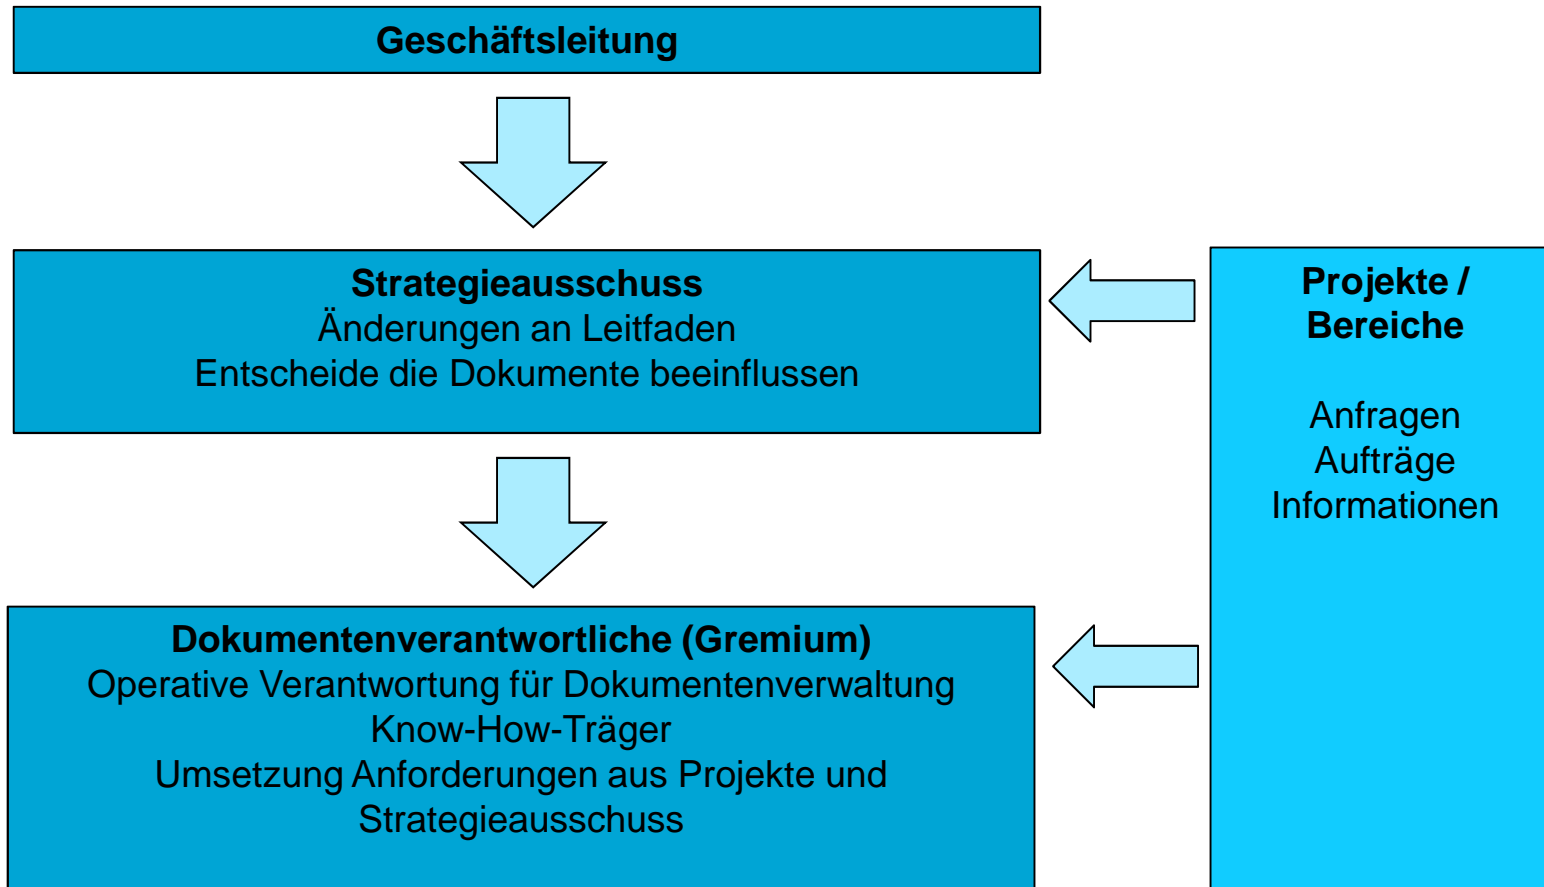 Geschäftsleitung
Strategieausschuss
Änderungen an Leitfaden
Entscheide die Dokumente beeinflussen
Projekte /
Bereiche
Anfragen
Aufträge
Informationen
Dokumentenverantwortliche (Gremium)
Operative Verantwortung für Dokumentenverwaltung
Know-How-Träger
Umsetzung Anforderungen aus Projekte und
Strategieausschuss